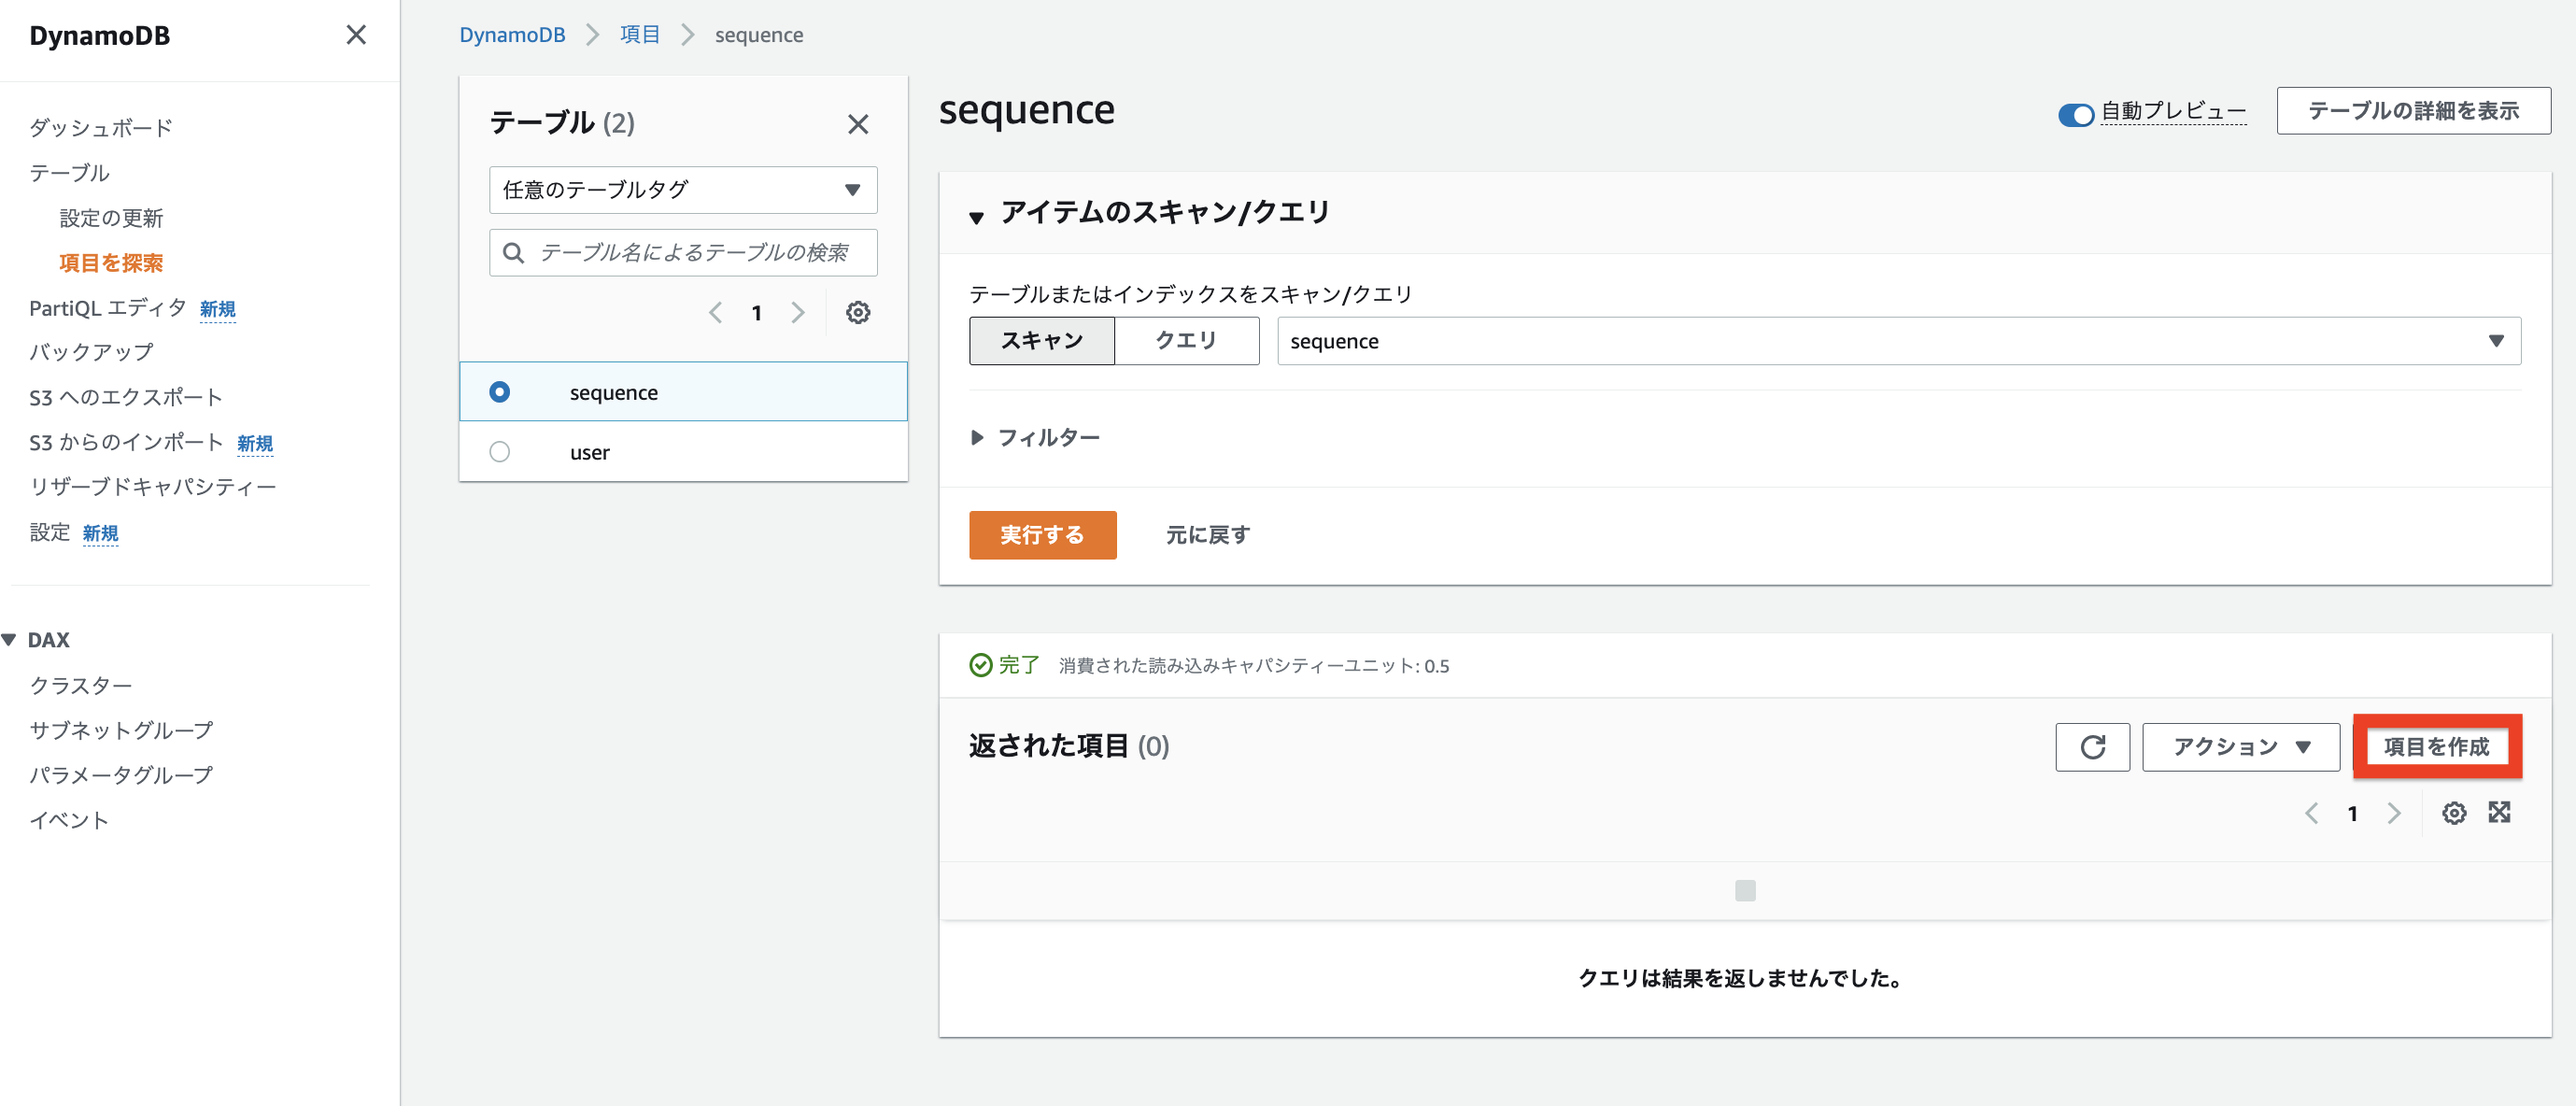 DynamoDB
ダッシュボード
テーブル
設定の更新
項目を探索
PartiQL エディタ 新規
バックアップ
S3 へのエクスポート
S3 からのインポート 新規
リザーブドキャパシティー
設定 新規
DAX
クラスター
サブネットグループ
パラメータグループ
イベント
DynamoDB 項目 sequence
テーブル (2)
任意のテーブルタグ
テーブル名によるテーブルの検索
1
sequence
user
sequence
自動プレビュー
テーブルの詳細を表示
アイテムのスキャン/クエリ
テーブルまたはインデックスをスキャン/クエリ
スキャン クエリ sequence
フィルター
実行する 元に戻す
完了 消費された読み込みキャパシティーユニット: 0.5
返された項目 (0)
アクション 項目を作成
1
クエリは結果を返しませんでした。